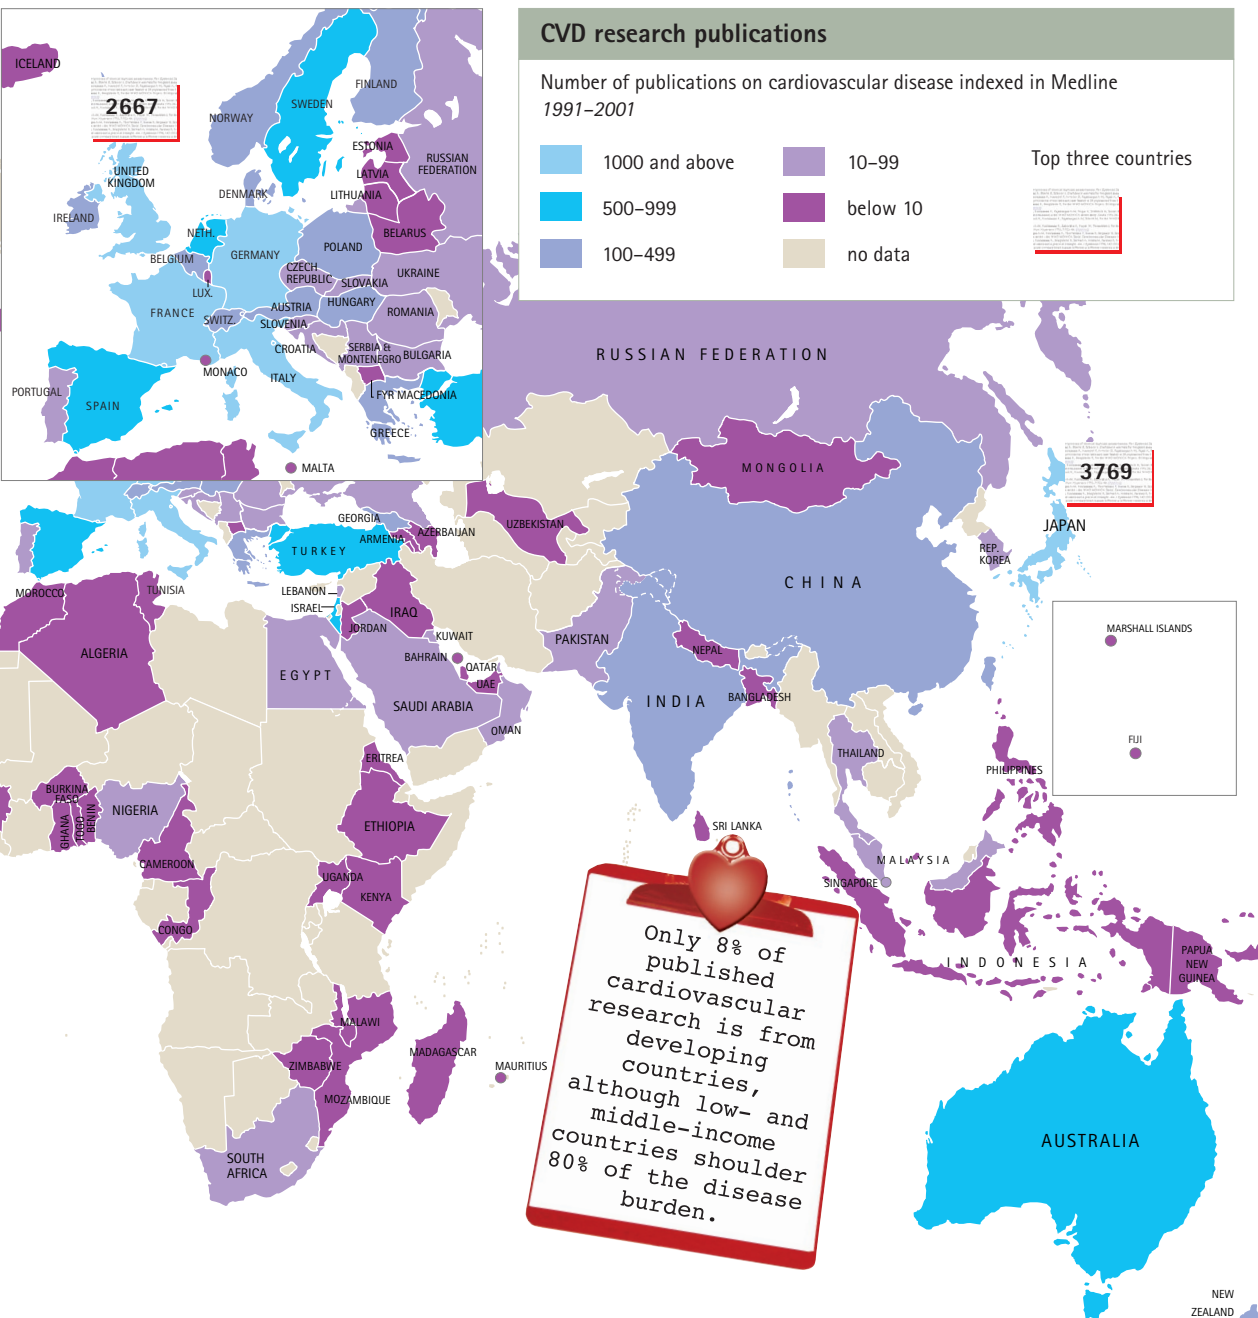 CVD research publications
Number of publications on cardiovascular disease indexed in Medline
1991–2001
1000 and above
500–999
100–499
10–99
below 10
no data
Top three countries
ICELAND
2667
FINLAND
SWEDEN
NORWAY
ESTONIA
RUSSIAN
FEDERATION
LATVIA
UNITED
KINGDOM
DENMARK
LITHUANIA
IRELAND
NETH.
BELARUS
POLAND
BELGIUM
GERMANY
CZECH
REPUBLIC
UKRAINE
SLOVAKIA
LUX.
HUNGARY
AUSTRIA
FRANCE
SWITZ.
ROMANIA
SLOVENIA
CROATIA
SERBIA &
MONTENEGRO
BULGARIA
MONACO
ITALY
PORTUGAL
FYR MACEDONIA
SPAIN
GREECE
MALTA
RUSSIAN FEDERATION
MONGOLIA
3769
JAPAN
GEORGIA
UZBEKISTAN
AZERBAIJAN
ARMENIA
TURKEY
REP.
KOREA
CHINA
MOROCCO
TUNISIA
LEBANON
ISRAEL
IRAQ
JORDAN
KUWAIT
PAKISTAN
MARSHALL ISLANDS
ALGERIA
BAHRAIN
QATAR
NEPAL
EGYPT
UAE
INDIA
BANGLADESH
SAUDI ARABIA
OMAN
FIJI
THAILAND
ERITREA
PHILIPPINES
BURKINA
FASO
NIGERIA
GHANA
TOGO
BENIN
ETHIOPIA
SRI LANKA
CAMEROON
MALAYSIA
UGANDA
SINGAPORE
KENYA
CONGO
INDONESIA
PAPUA
NEW
GUINEA
MALAWI
MADAGASCAR
ZIMBABWE
MAURITIUS
MOZAMBIQUE
SOUTH
AFRICA
AUSTRALIA
NEW
ZEALAND
Only 8% of
published
cardiovascular
research is from
developing
countries,
although low- and
middle-income
countries shoulder
80% of the disease
burden.